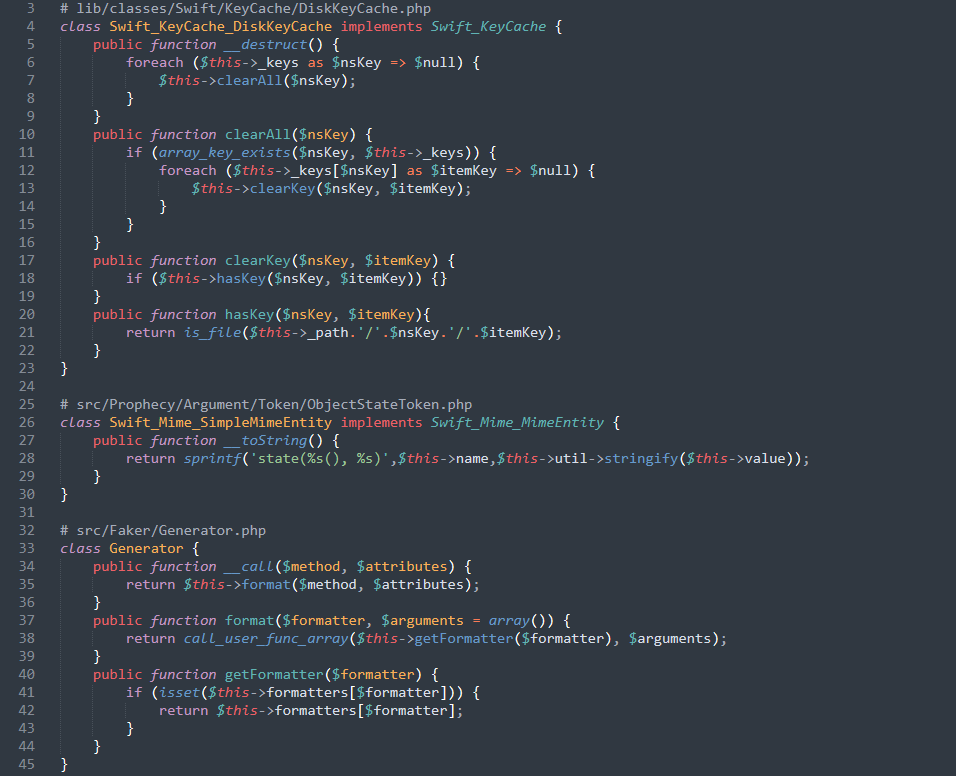 3 # lib/classes/Swift/KeyCache/DiskKeyCache.php
4 class Swift_KeyCache_DiskKeyCache implements Swift_KeyCache {
5     public function __destruct() {
6         foreach ($this->_keys as $nsKey => $null) {
7             $this->clearAll($nsKey);
8         }
9     }
10     public function clearAll($nsKey) {
11         if (array_key_exists($nsKey, $this->_keys)) {
12             foreach ($this->_keys[$nsKey] as $itemKey => $null) {
13                 $this->clearKey($nsKey, $itemKey);
14             }
15         }
16     }
17     public function clearKey($nsKey, $itemKey) {
18         if ($this->hasKey($nsKey, $itemKey)) {}
19     }
20     public function hasKey($nsKey, $itemKey){
21         return is_file($this->_path.'/'.$nsKey.'/'.$itemKey);
22     }
23 }
24
25 # src/Prophecy/Argument/Token/ObjectStateToken.php
26 class Swift_Mime_SimpleMimeEntity implements Swift_Mime_MimeEntity {
27     public function __toString() {
28         return sprintf('state(%s(), %s)',$this->name,$this->util->stringify($this->value));
29     }
30 }
31
32 # src/Faker/Generator.php
33 class Generator {
34     public function __call($method, $attributes) {
35         return $this->format($method, $attributes);
36     }
37     public function format($formatter, $arguments = array()) {
38         return call_user_func_array($this->getFormatter($formatter), $arguments);
39     }
40     public function getFormatter($formatter) {
41         if (isset($this->formatters[$formatter])) {
42             return $this->formatters[$formatter];
43         }
44     }
45 }